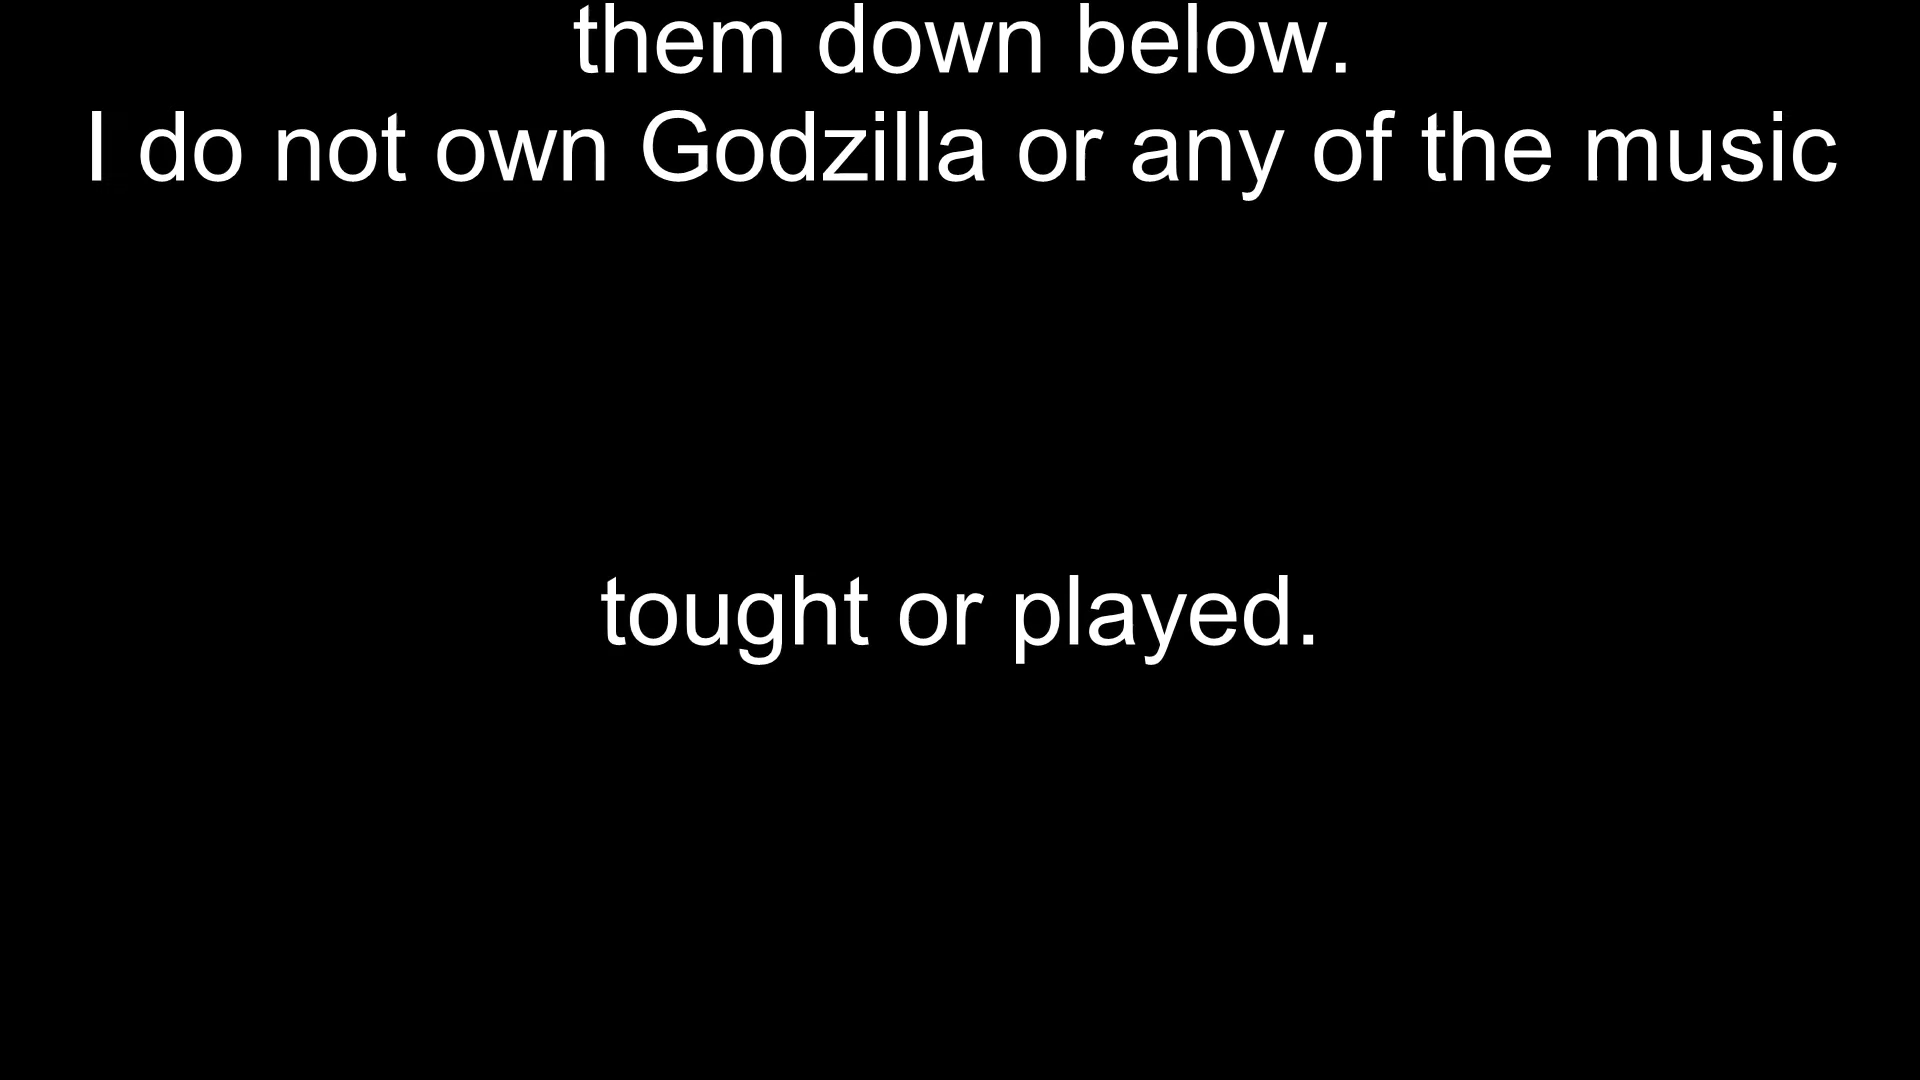 them down below.
I do not own Godzilla or any of the music
tought or played.